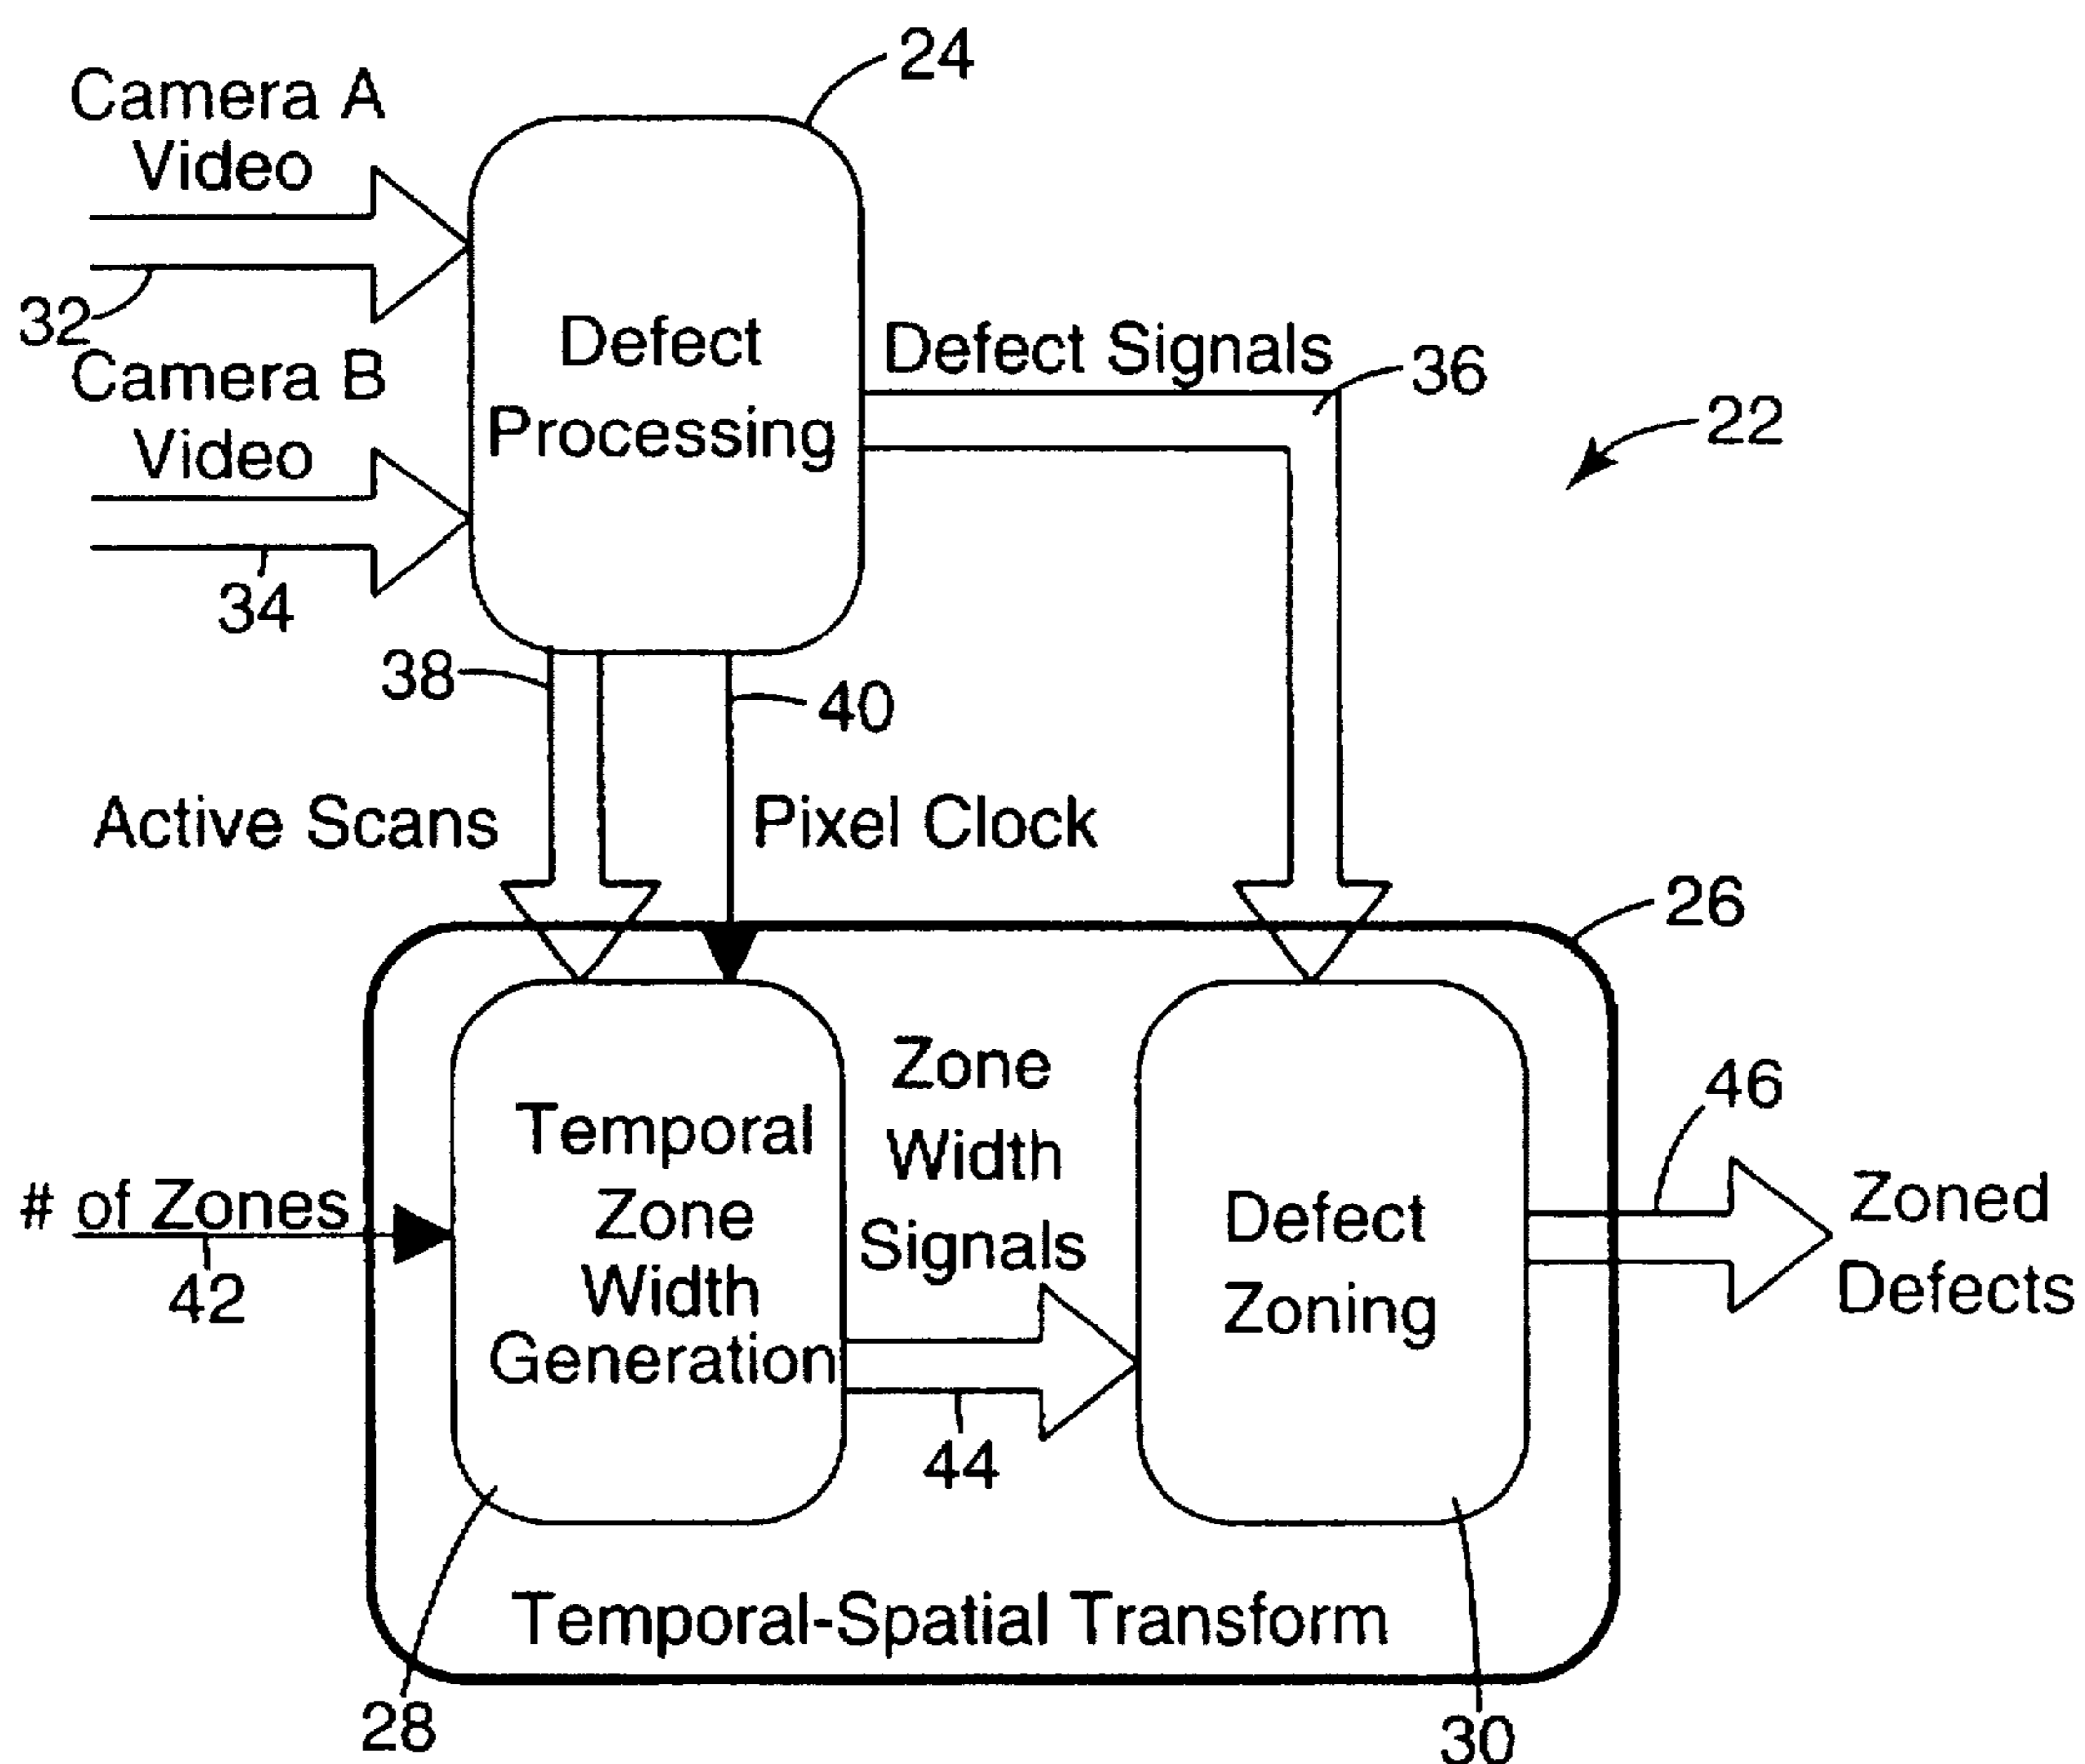 24
Camera A
Video
32
Camera B
Video
34
Defect
Processing
Defect Signals
36
22
38
40
Active Scans
Pixel Clock
26
# of Zones
42
Temporal
Zone
Width
Generation
Zone
Width
Signals
44
Defect
Zoning
46
Zoned
Defects
Temporal-Spatial Transform
28
30